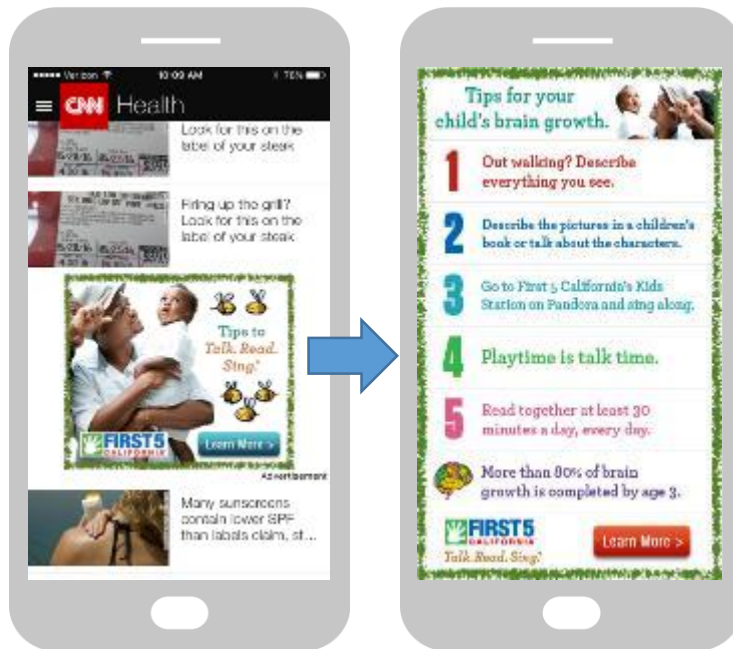 Verizon
10:09 AM
76%
CNN Health
Look for this on the
label of your steak
Firing up the grill?
Look for this on the
label of your steak
Tips to
Talk. Read.
Sing.®
FIRST5
CALIFORNIA
Learn More >
Advertisement
Many sunscreens
contain lower SPF
than labels claim, st...
Tips for your
child's brain growth.
1 Out walking? Describe
everything you see.
2 Describe the pictures in a children's
book or talk about the characters.
3 Go to First 5 California's Kids
Station on Pandora and sing along.
4 Playtime is talk time.
5 Read together at least 30
minutes a day, every day.
More than 80% of brain
growth is completed by age 3.
FIRST5
CALIFORNIA
Talk. Read. Sing.®
Learn More >